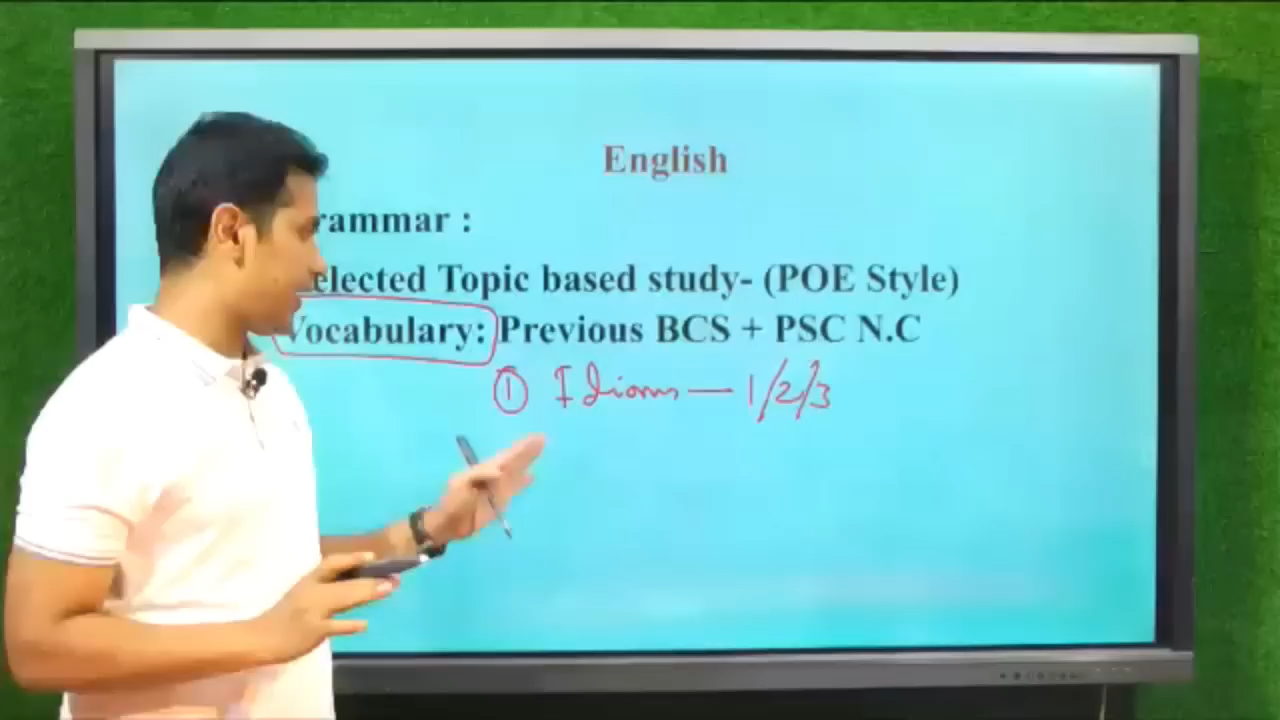 English
rammar :
elected Topic based study- (POE Style)
Vocabulary: Previous BCS + PSC N.C
① Idioms — 1/2/3